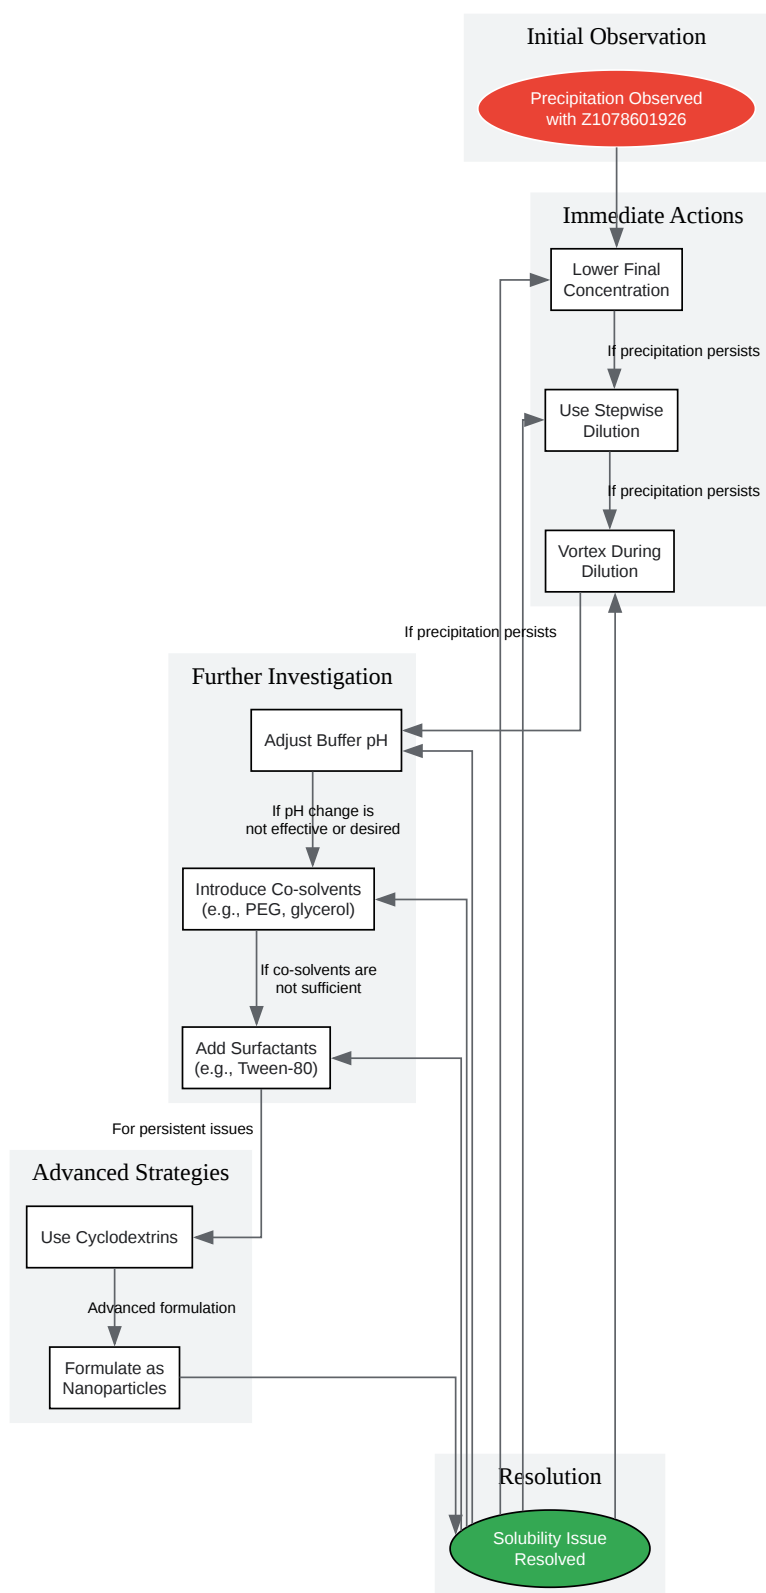 Initial Observation
Precipitation Observed
with Z1078601926
Immediate Actions
Lower Final
Concentration
If precipitation persists
Use Stepwise
Dilution
If precipitation persists
Vortex During
Dilution
If precipitation persists
Further Investigation
Adjust Buffer pH
If pH change is
not effective or desired
Introduce Co-solvents
(e.g., PEG, glycerol)
If co-solvents are
not sufficient
Add Surfactants
(e.g., Tween-80)
For persistent issues
Advanced Strategies
Use Cyclodextrins
Advanced formulation
Formulate as
Nanoparticles
Resolution
Solubility Issue
Resolved